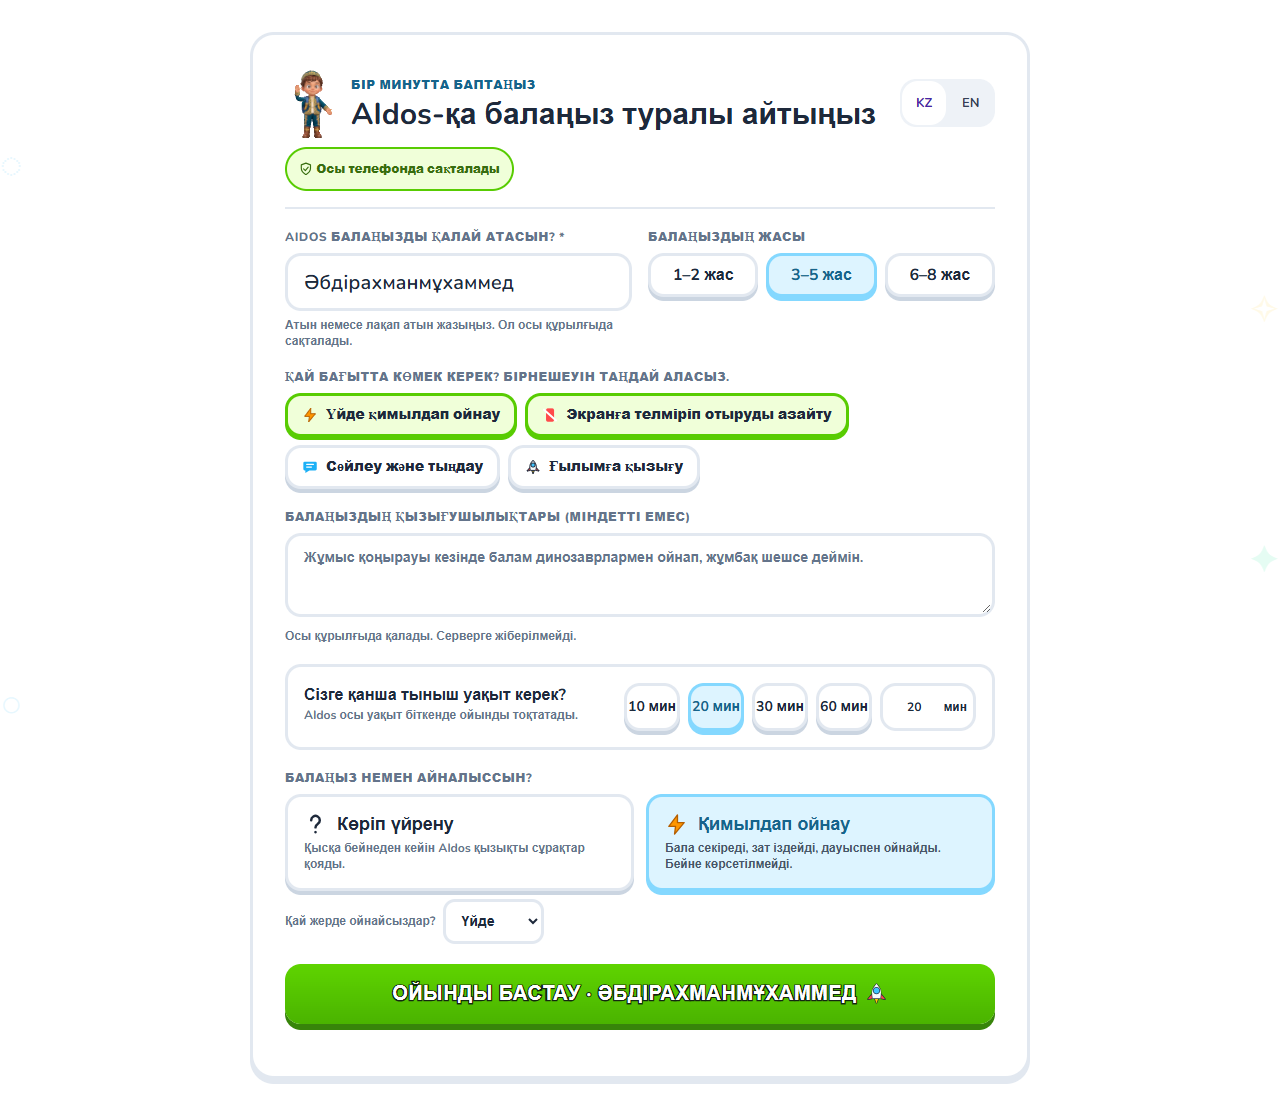 БІР МИНУТТА БАПТАҢЫЗ
Aldos-қа балаңыз туралы айтыңыз
KZ
EN
Осы телефонда сақталады
AIDOS БАЛАҢЫЗДЫ ҚАЛАЙ АТАСЫН? *
Әбдірахманмұхаммед
Атын немесе лақап атын жазыңыз. Ол осы құрылғыда
сақталады.
БАЛАҢЫЗДЫҢ ЖАСЫ
1–2 жас
3–5 жас
6–8 жас
ҚАЙ БАҒЫТТА КӨМЕК КЕРЕК? БІРНЕШЕУІН ТАҢДАЙ АЛАСЫЗ.
Үйде қимылдап ойнау
Экранға телміріп отыруды азайту
Сөйлеу және тыңдау
Ғылымға қызығу
БАЛАҢЫЗДЫҢ ҚЫЗЫҒУШЫЛЫҚТАРЫ (МІНДЕТТІ ЕМЕС)
Жұмыс қоңырауы кезінде балам динозаврлармен ойнап, жұмбақ шешсе деймін.
Осы құрылғыда қалады. Серверге жіберілмейді.
Сізге қанша тыныш уақыт керек?
Aldos осы уақыт біткенде ойынды тоқтатады.
10 мин
20 мин
30 мин
60 мин
20 мин
БАЛАҢЫЗ НЕМЕН АЙНАЛЫССЫН?
Көріп үйрену
Қысқа бейнеден кейін Aldos қызықты сұрақтар
қояды.
Қимылдап ойнау
Бала секіреді, зат іздейді, дауыспен ойнайды.
Бейне көрсетілмейді.
Қай жерде ойнайсыздар?
Үйде
ОЙЫНДЫ БАСТАУ · ӘБДІРАХМАНМҰХАММЕД